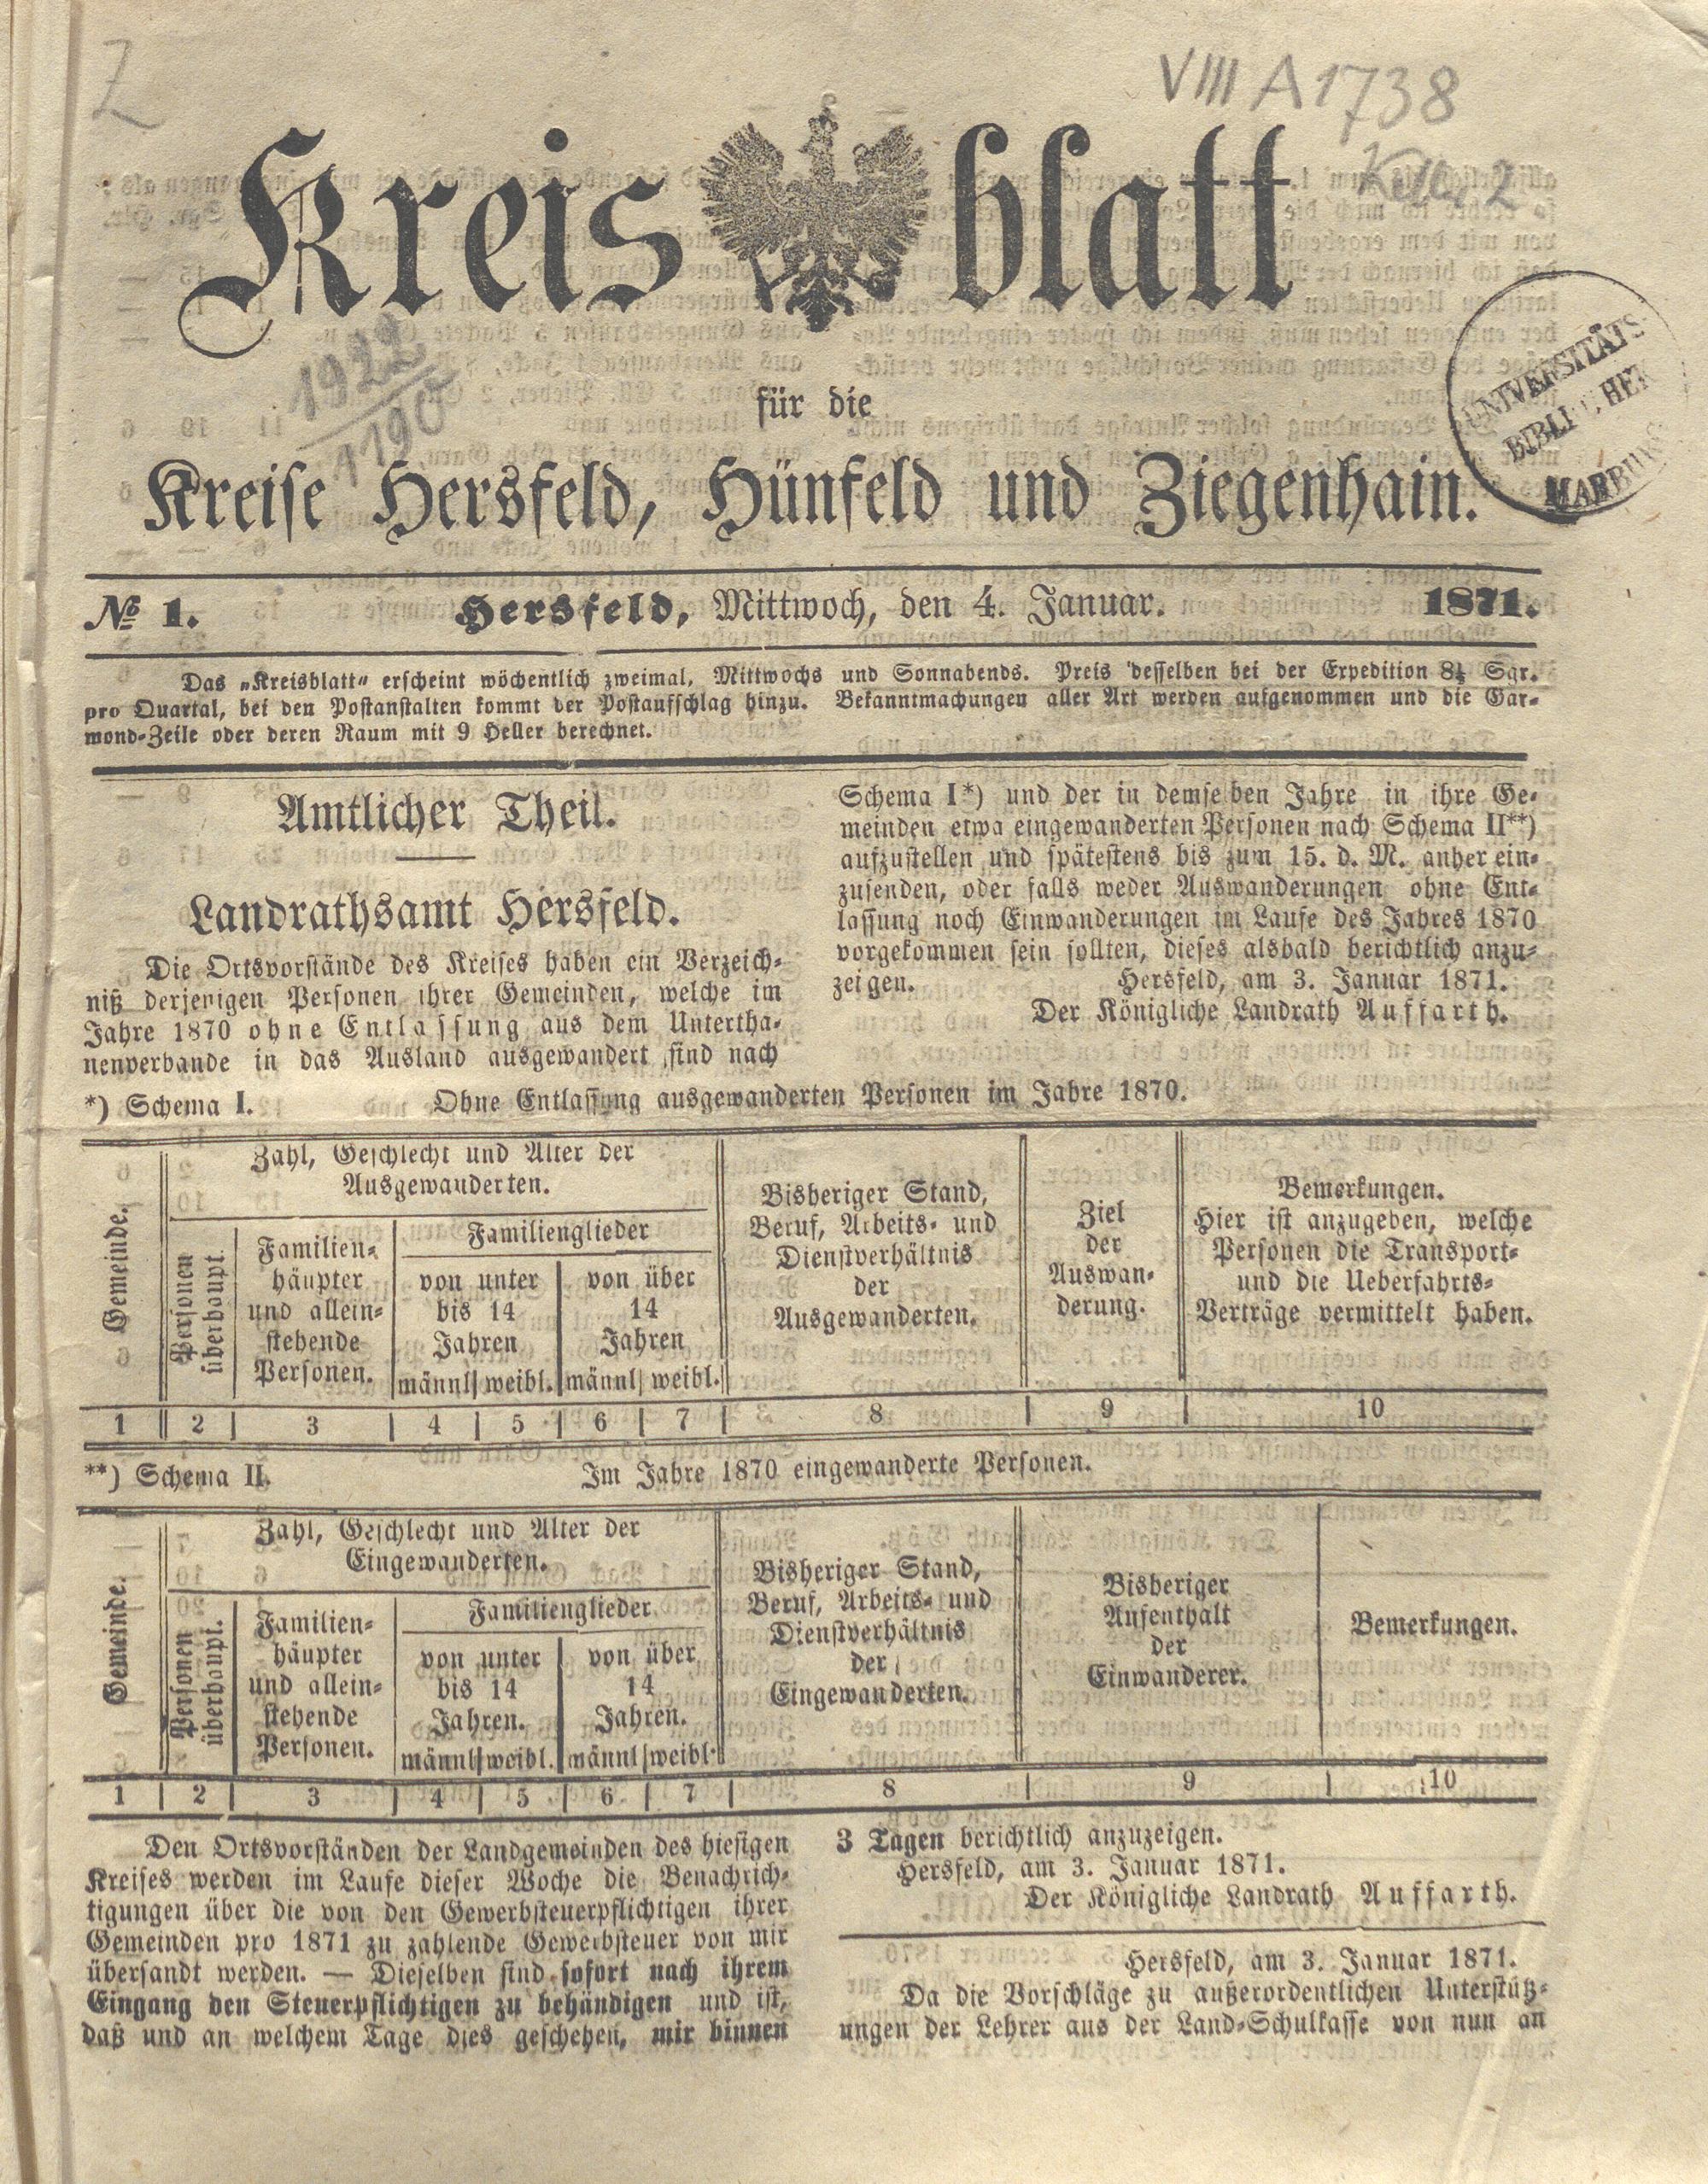 Z
VIII A 1738
Kreisblatt
1922
1190
UNIVERSITÄTS
MARBURG
für die
Kreise Hersfeld, Hünfeld und Ziegenhain.
№ 1. Hersfeld, Mittwoch, den 4. Januar. 1871.
Das „Kreisblatt“ erscheint wöchentlich zweimal, Mittwochs und Sonnabends. Preis desselben bei der Expedition 8½ Sgr.
pro Quartal, bei den Postanstalten kommt der Postaufschlag hinzu. Bekanntmachungen aller Art werden aufgenommen und die Gar-
mond-Zeile oder deren Raum mit 9 Heller berechnet.
Amtlicher Theil.
Landrathsamt Hersfeld.
Die Ortsvorstände des Kreises haben ein Verzeich-
niß derjenigen Personen ihrer Gemeinden, welche im
Jahre 1870 ohne Entlassung aus dem Untertha-
nenverbande in das Ausland ausgewandert sind nach
Schema I*) und der in demselben Jahre in ihre Ge-
meinden etwa eingewanderten Personen nach Schema II**)
aufzustellen und spätestens bis zum 15. d. M. anher ein-
zusenden, oder falls weder Auswanderungen ohne Ent-
lassung noch Einwanderungen im Laufe des Jahres 1870
vorgekommen sein sollten, dieses alsbald berichtlich anzu-
zeigen. Hersfeld, am 3. Januar 1871.
Der Königliche Landrath Auffarth.
*) Schema I. Ohne Entlassung ausgewanderten Personen im Jahre 1870.
Gemeinde.
Zahl, Geschlecht und Alter der
Ausgewanderten.
Personen
überhaupt.
Familien-
häupter
und allein-
stehende
Personen.
Familienglieder
von unter
bis 14
Jahren
männl. weibl.
von über
14
Jahren
männl. weibl.
Bisheriger Stand,
Beruf, Arbeits- und
Dienstverhältnis
der
Ausgewanderten.
Ziel
der
Auswan-
derung.
Bemerkungen.
Hier ist anzugeben, welche
Personen die Transport-
und die Ueberfahrts-
Verträge vermittelt haben.
1 2 3 4 5 6 7 8 9 10
**) Schema II. Im Jahre 1870 eingewanderte Personen.
Gemeinde.
Zahl, Geschlecht und Alter der
Eingewanderten.
Personen
überhaupt.
Familien-
häupter
und allein-
stehende
Personen.
Familienglieder
von unter
bis 14
Jahren.
männl. weibl.
von über
14
Jahren.
männl. weibl.
Bisheriger Stand,
Beruf, Arbeits- und
Dienstverhältnis
der
Eingewanderten.
Bisheriger
Aufenthalt
der
Einwanderer.
Bemerkungen.
1 2 3 4 5 6 7 8 9 10
Den Ortsvorständen der Landgemeinden des hiesigen
Kreises werden im Laufe dieser Woche die Benachrich-
tigungen über die von den Gewerbsteuerpflichtigen ihrer
Gemeinden pro 1871 zu zahlende Gewerbsteuer von mir
übersandt werden. — Dieselben sind sofort nach ihrem
Eingang den Steuerpflichtigen zu behändigen und ist,
daß und an welchem Tage dies geschehen, mir binnen
3 Tagen berichtlich anzuzeigen.
Hersfeld, am 3. Januar 1871.
Der Königliche Landrath Auffarth.
Hersfeld, am 3. Januar 1871.
Da die Vorschläge zu außerordentlichen Unterstütz-
ungen der Lehrer aus der Land-Schulkasse von nun an